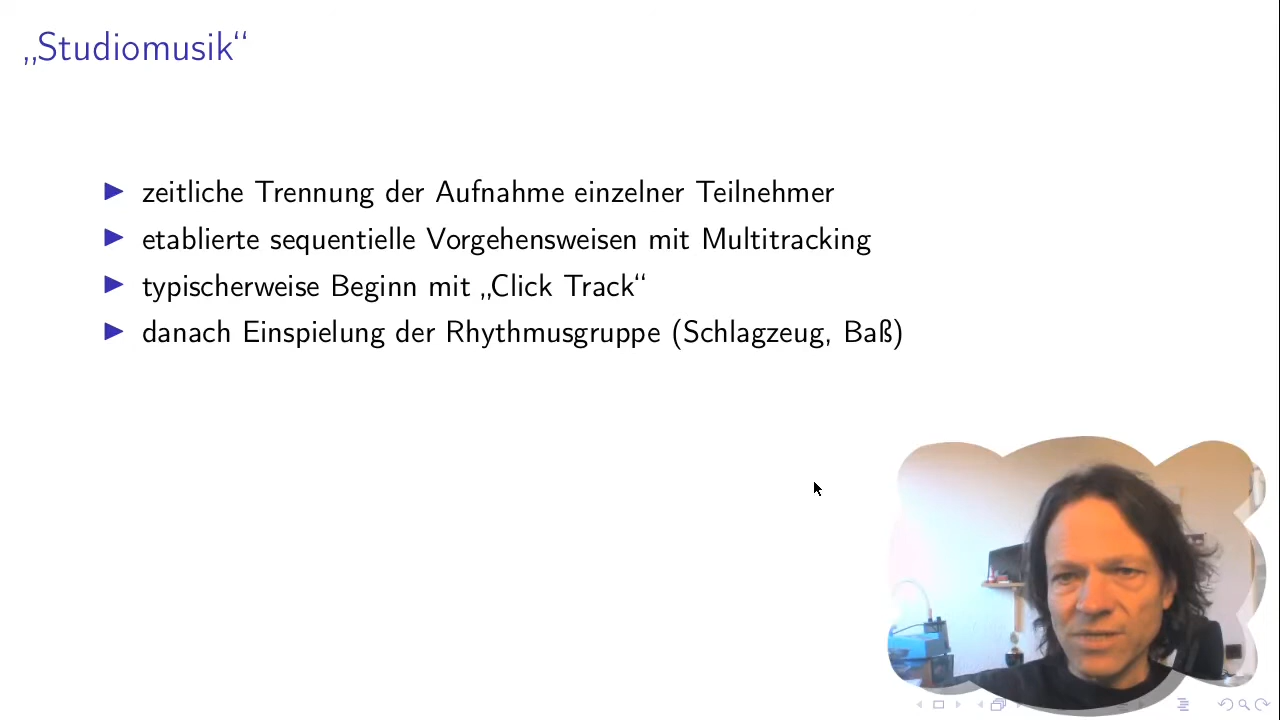 „Studiomusik“
zeitliche Trennung der Aufnahme einzelner Teilnehmer
etablierte sequentielle Vorgehensweisen mit Multitracking
typischerweise Beginn mit „Click Track“
danach Einspielung der Rhythmusgruppe (Schlagzeug, Baß)